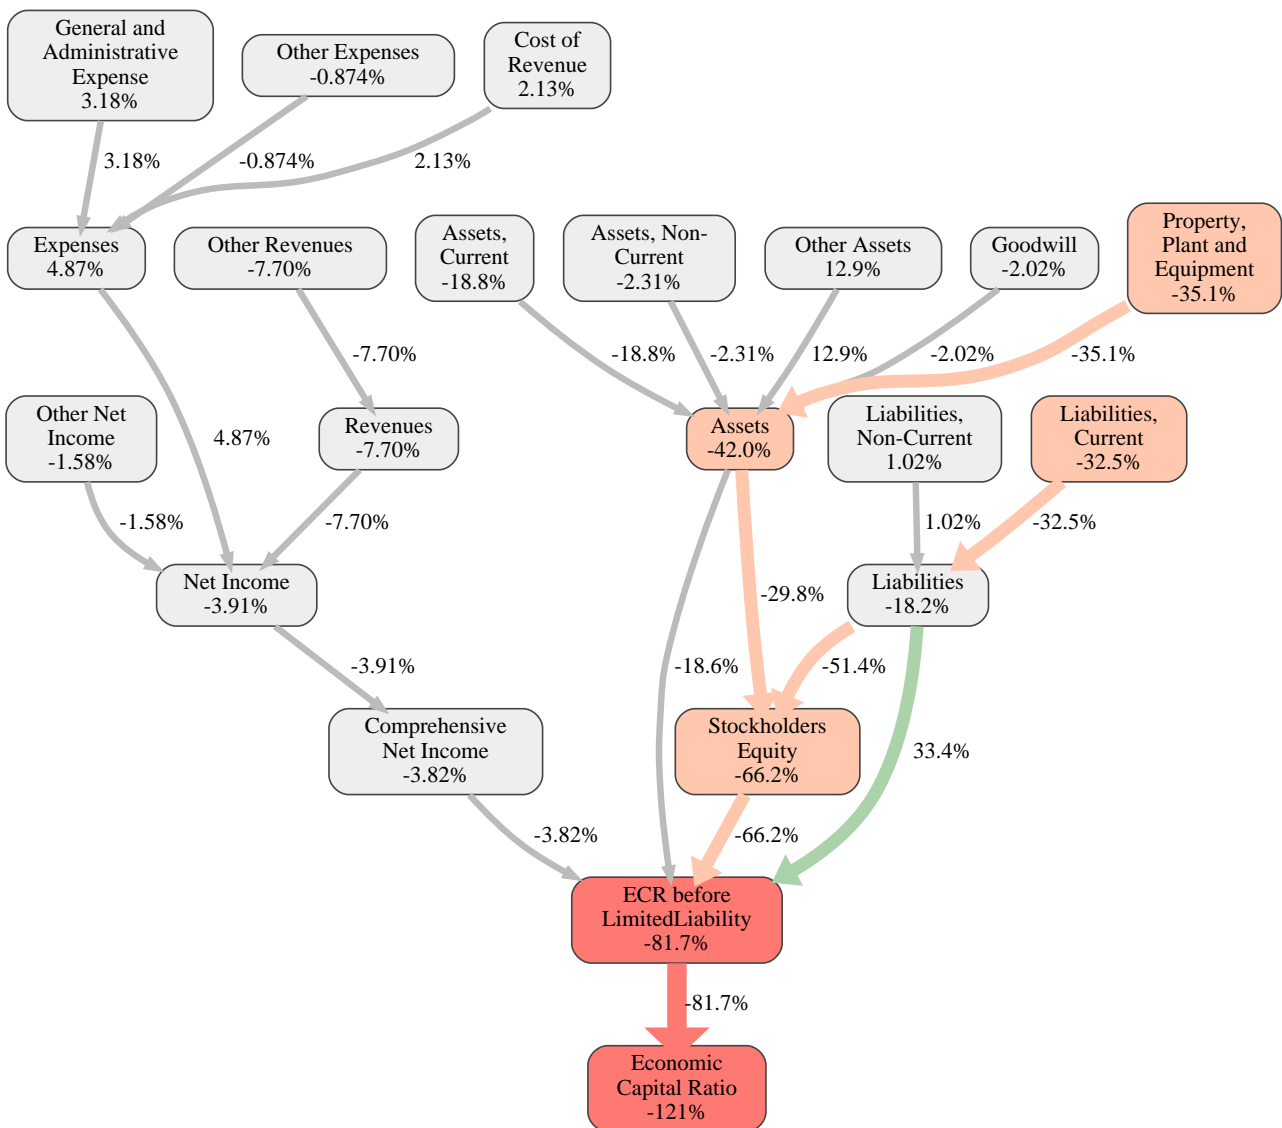 General and
Administrative
Expense
3.18%
Other Expenses
-0.874%
Cost of
Revenue
2.13%
3.18%
-0.874%
2.13%
Expenses
4.87%
Other Revenues
-7.70%
Assets,
Current
-18.8%
Assets, Non-
Current
-2.31%
Other Assets
12.9%
Goodwill
-2.02%
Property,
Plant and
Equipment
-35.1%
-7.70%
-18.8%
-2.31%
12.9%
-2.02%
-35.1%
Other Net
Income
-1.58%
4.87%
Revenues
-7.70%
Assets
-42.0%
Liabilities,
Non-Current
1.02%
Liabilities,
Current
-32.5%
-1.58%
-7.70%
1.02%
-32.5%
Net Income
-3.91%
-29.8%
Liabilities
-18.2%
-3.91%
-18.6%
-51.4%
Comprehensive
Net Income
-3.82%
Stockholders
Equity
-66.2%
33.4%
-3.82%
-66.2%
ECR before
LimitedLiability
-81.7%
-81.7%
Economic
Capital Ratio
-121%